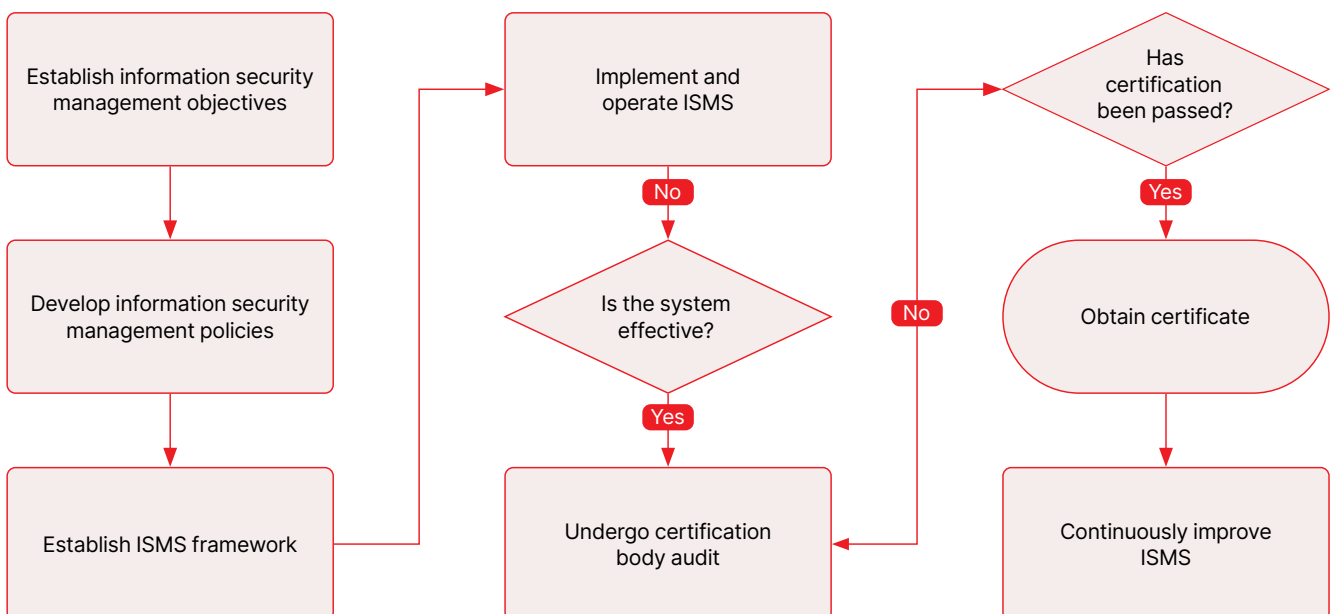 Establish information security
management objectives
Develop information security
management policies
Establish ISMS framework
Implement and
operate ISMS
No
Is the system
effective?
Yes
Undergo certification
body audit
No
Has
certification
been passed?
Yes
Obtain certificate
Continuously improve
ISMS